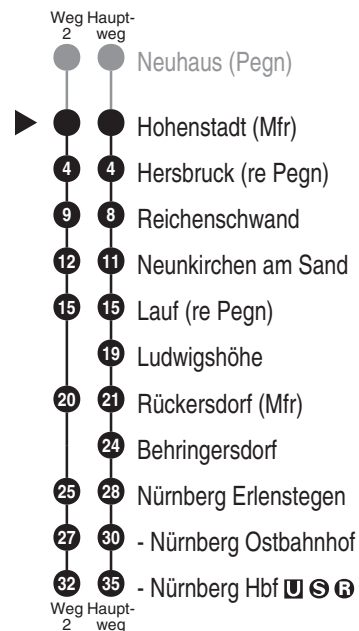 Weg Haupt-
2 weg
Neuhaus (Pegn)
Hohenstadt (Mfr)
4 4 Hersbruck (re Pegn)
9 8 Reichenschwand
12 11 Neunkirchen am Sand
15 15 Lauf (re Pegn)
19 Ludwigshöhe
20 21 Rückersdorf (Mfr)
24 Behringersdorf
25 28 Nürnberg Erlenstegen
27 30 - Nürnberg Ostbahnhof
32 35 - Nürnberg Hbf U S R
Weg Haupt-
2 weg